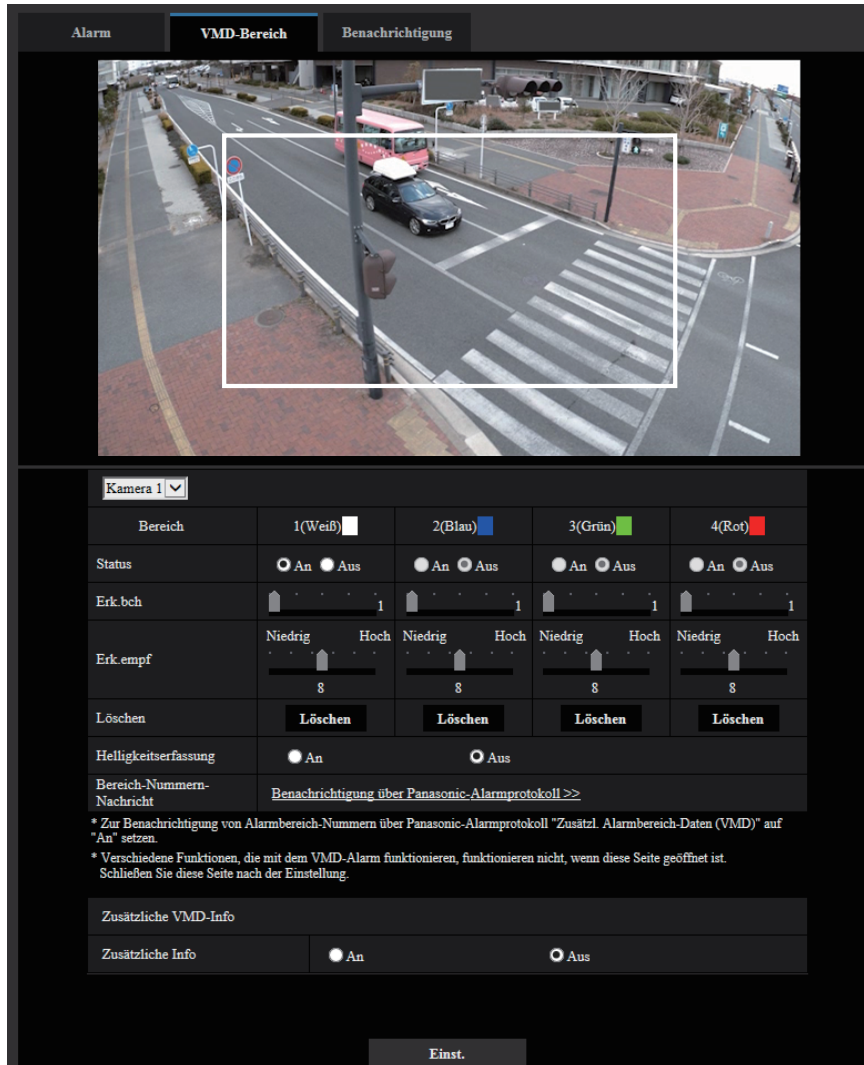 Alarm VMD-Bereich Benachrichtigung
Kamera 1
Bereich 1(Weiß) 2(Blau) 3(Grün) 4(Rot)
Status An Aus An Aus An Aus An Aus
Erk.bch 1 1 1 1
Niedrig Hoch Niedrig Hoch Niedrig Hoch Niedrig Hoch
Erk.empf
8 8 8 8
Löschen Löschen Löschen Löschen Löschen
Helligkeitserfassung An Aus
Bereich-Nummern-
Nachricht Benachrichtigung über Panasonic-Alarmprotokoll >>
* Zur Benachrichtigung von Alarmbereich-Nummern über Panasonic-Alarmprotokoll "Zusätzl. Alarmbereich-Daten (VMD)" auf
"An" setzen.
* Verschiedene Funktionen, die mit dem VMD-Alarm funktionieren, funktionieren nicht, wenn diese Seite geöffnet ist.
Schließen Sie diese Seite nach der Einstellung.
Zusätzliche VMD-Info
Zusätzliche Info An Aus
Einst.